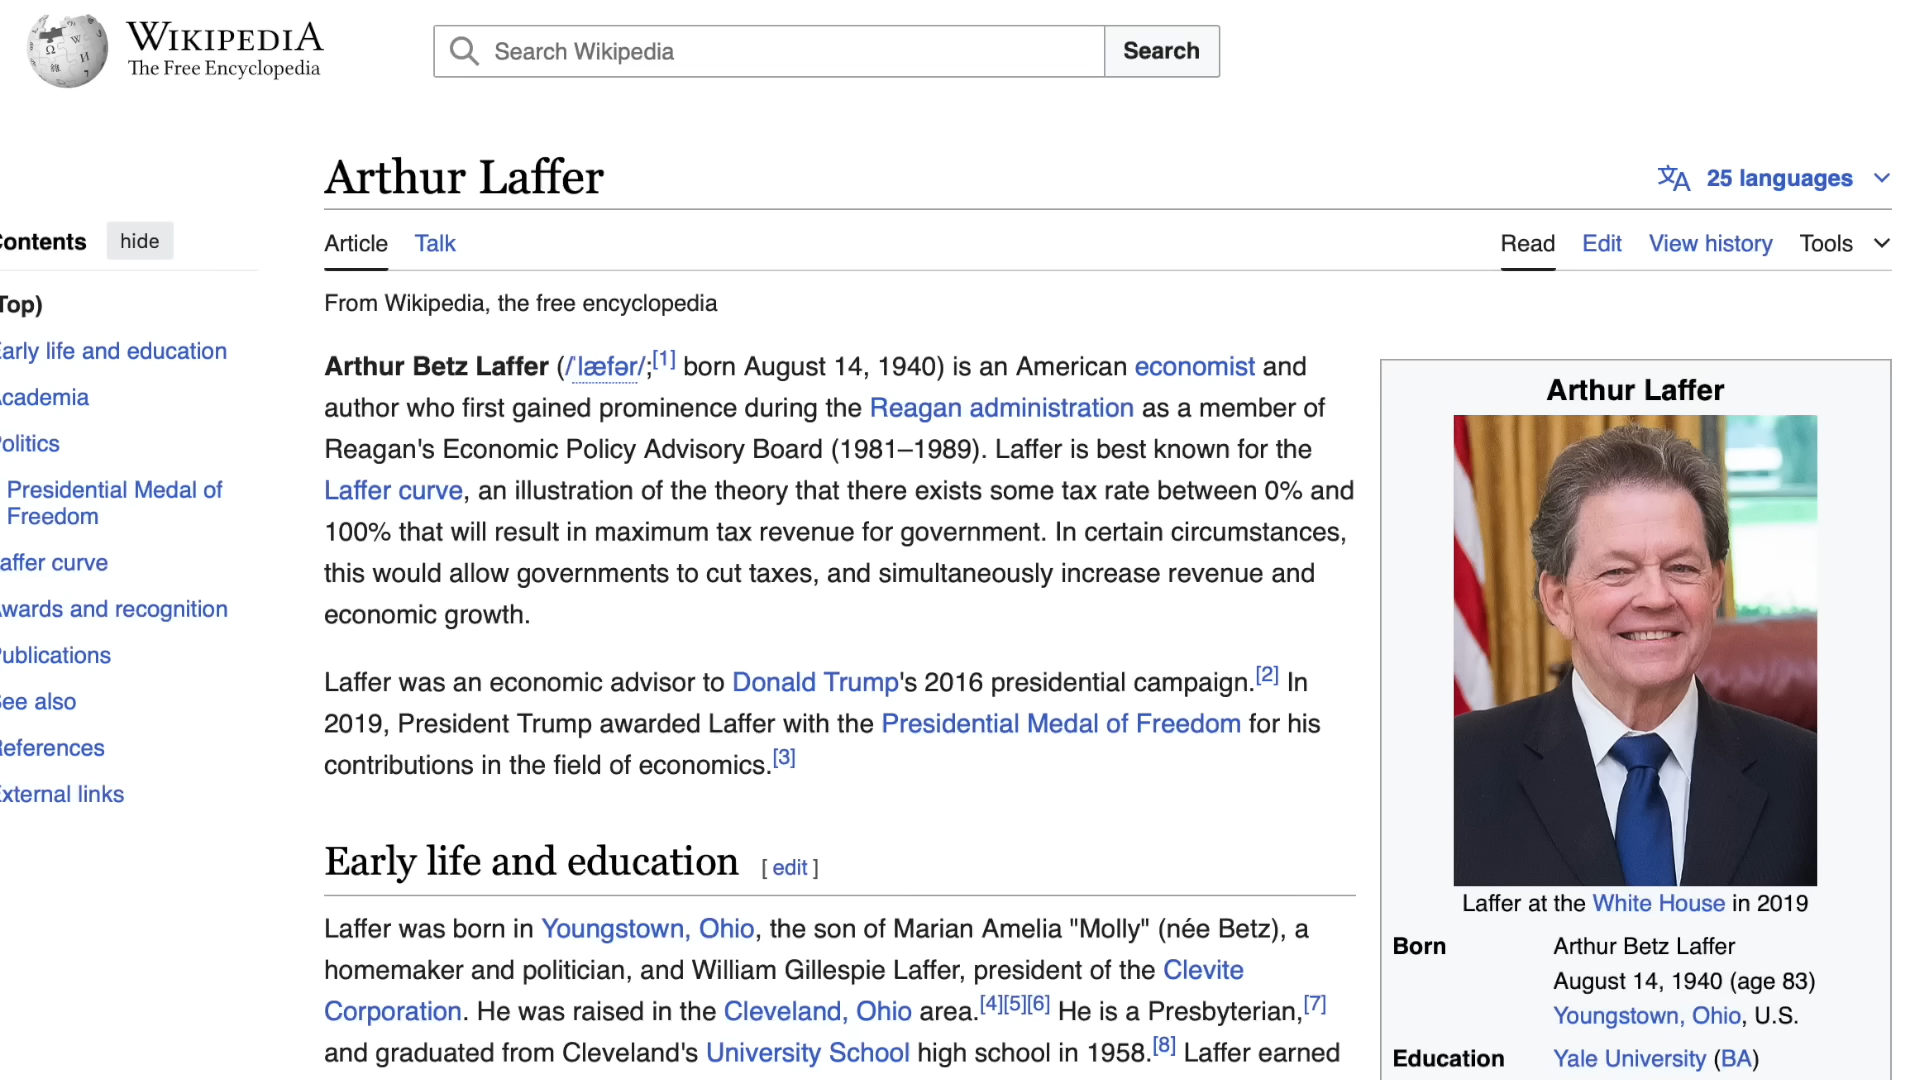 WIKIPEDIA
The Free Encyclopedia
Search Wikipedia
Search
Arthur Laffer
25 languages
Contents
hide
Article
Talk
Read
Edit
View history
Tools
(Top)
Early life and education
Academia
Politics
Presidential Medal of
Freedom
Laffer curve
Awards and recognition
Publications
See also
References
External links
From Wikipedia, the free encyclopedia
Arthur Betz Laffer (/ˈlæfər/;[1] born August 14, 1940) is an American economist and
author who first gained prominence during the Reagan administration as a member of
Reagan's Economic Policy Advisory Board (1981–1989). Laffer is best known for the
Laffer curve, an illustration of the theory that there exists some tax rate between 0% and
100% that will result in maximum tax revenue for government. In certain circumstances,
this would allow governments to cut taxes, and simultaneously increase revenue and
economic growth.
Laffer was an economic advisor to Donald Trump's 2016 presidential campaign.[2] In
2019, President Trump awarded Laffer with the Presidential Medal of Freedom for his
contributions in the field of economics.[3]
Early life and education [ edit ]
Laffer was born in Youngstown, Ohio, the son of Marian Amelia "Molly" (née Betz), a
homemaker and politician, and William Gillespie Laffer, president of the Clevite
Corporation. He was raised in the Cleveland, Ohio area.[4][5][6] He is a Presbyterian,[7]
and graduated from Cleveland's University School high school in 1958.[8] Laffer earned
Arthur Laffer
Laffer at the White House in 2019
Born Arthur Betz Laffer
August 14, 1940 (age 83)
Youngstown, Ohio, U.S.
Education Yale University (BA)